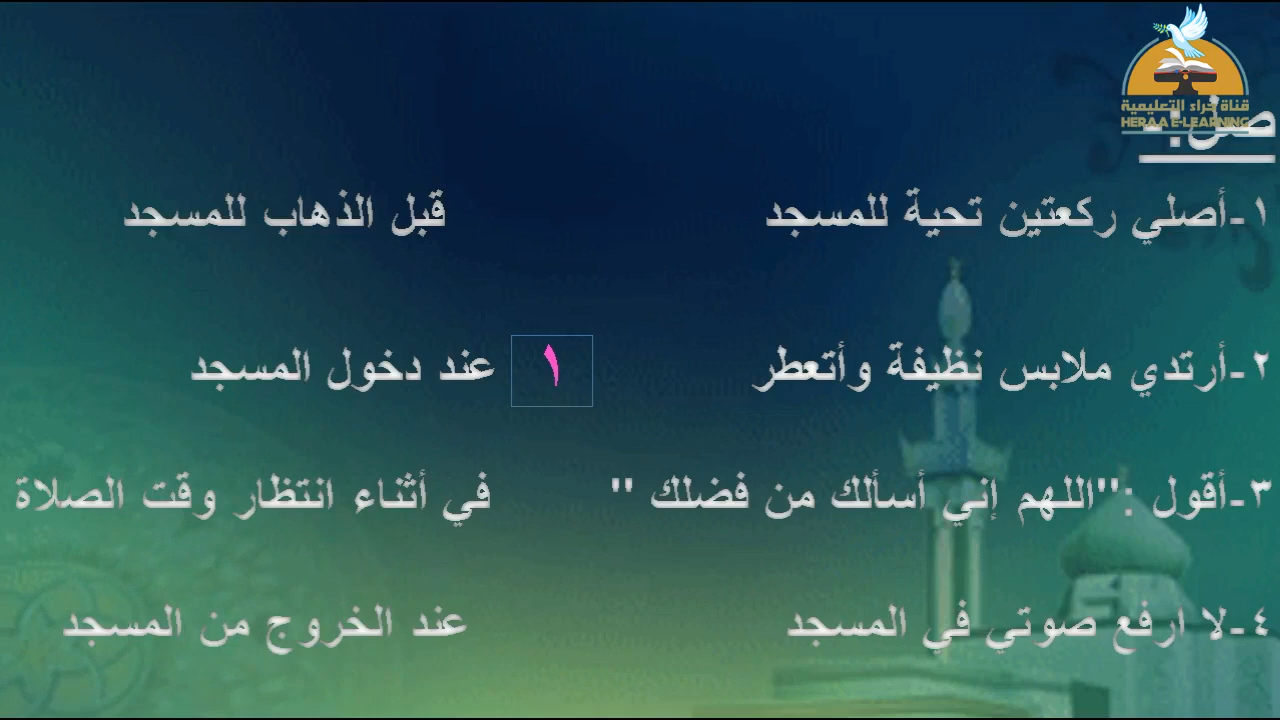 قناة حراء التعليمية
HERAA E-LEARNING
صل:-
١-أصلي ركعتين تحية للمسجد قبل الذهاب للمسجد
٢-أرتدي ملابس نظيفة وأتعطر ١ عند دخول المسجد
٣-أقول :"اللهم إني أسألك من فضلك " في أثناء انتظار وقت الصلاة
٤-لا ارفع صوتي في المسجد عند الخروج من المسجد